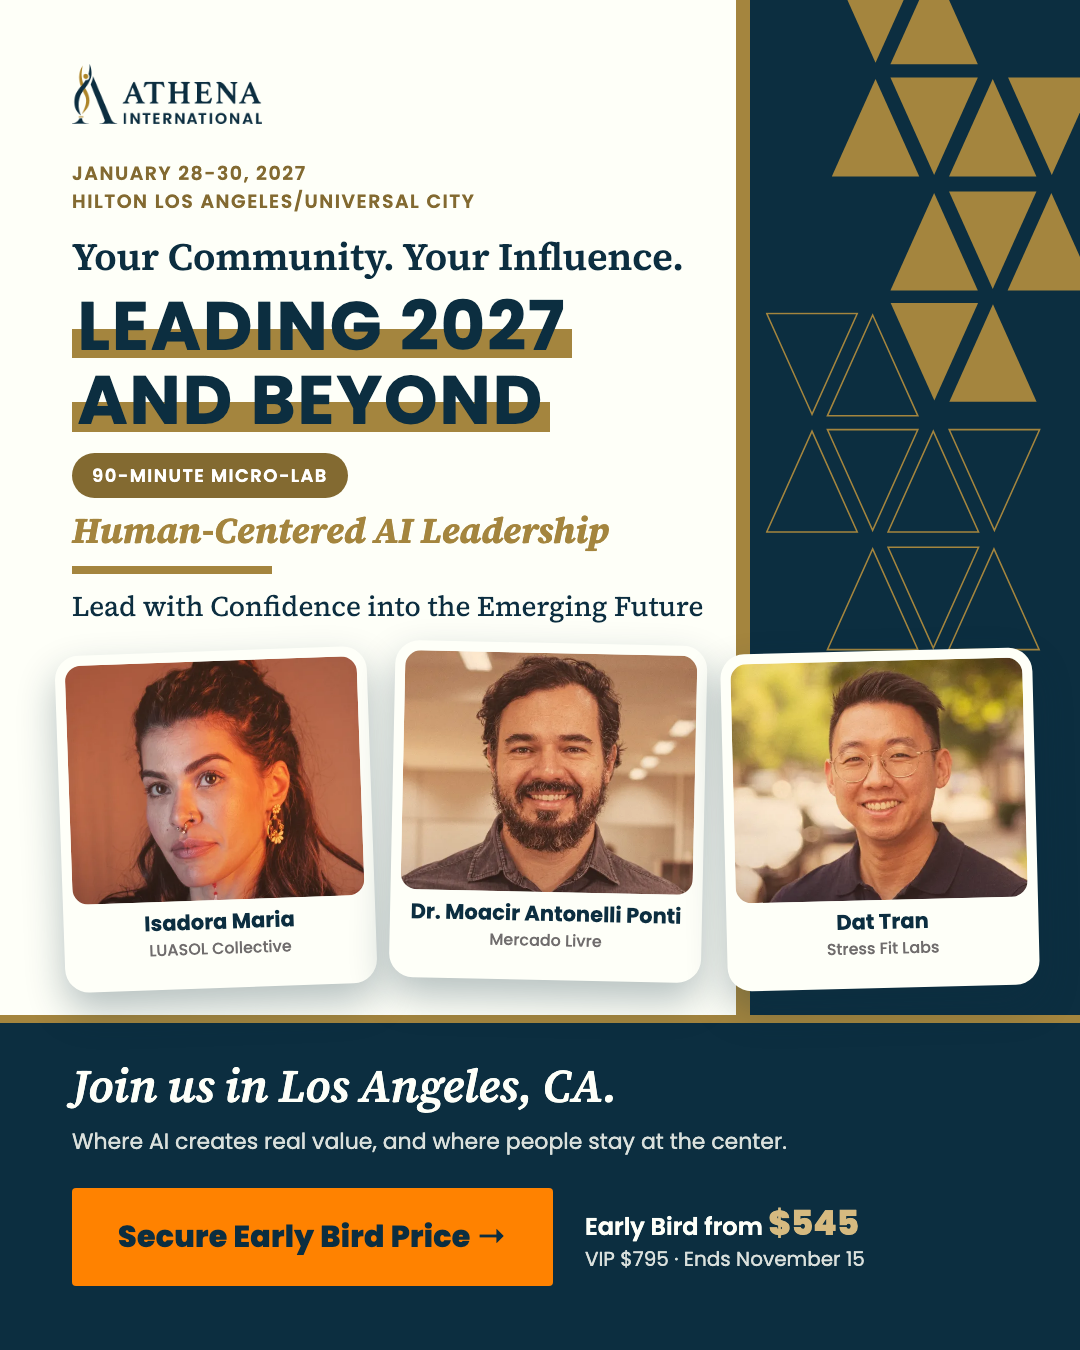 ATHENA
INTERNATIONAL
JANUARY 28-30, 2027
HILTON LOS ANGELES/UNIVERSAL CITY
Your Community. Your Influence.
LEADING 2027
AND BEYOND
90-MINUTE MICRO-LAB
Human-Centered AI Leadership
Lead with Confidence into the Emerging Future
Isadora Maria
LUASOL Collective
Dr. Moacir Antonelli Ponti
Mercado Livre
Dat Tran
Stress Fit Labs
Join us in Los Angeles, CA.
Where AI creates real value, and where people stay at the center.
Secure Early Bird Price →
Early Bird from $545
VIP $795 · Ends November 15